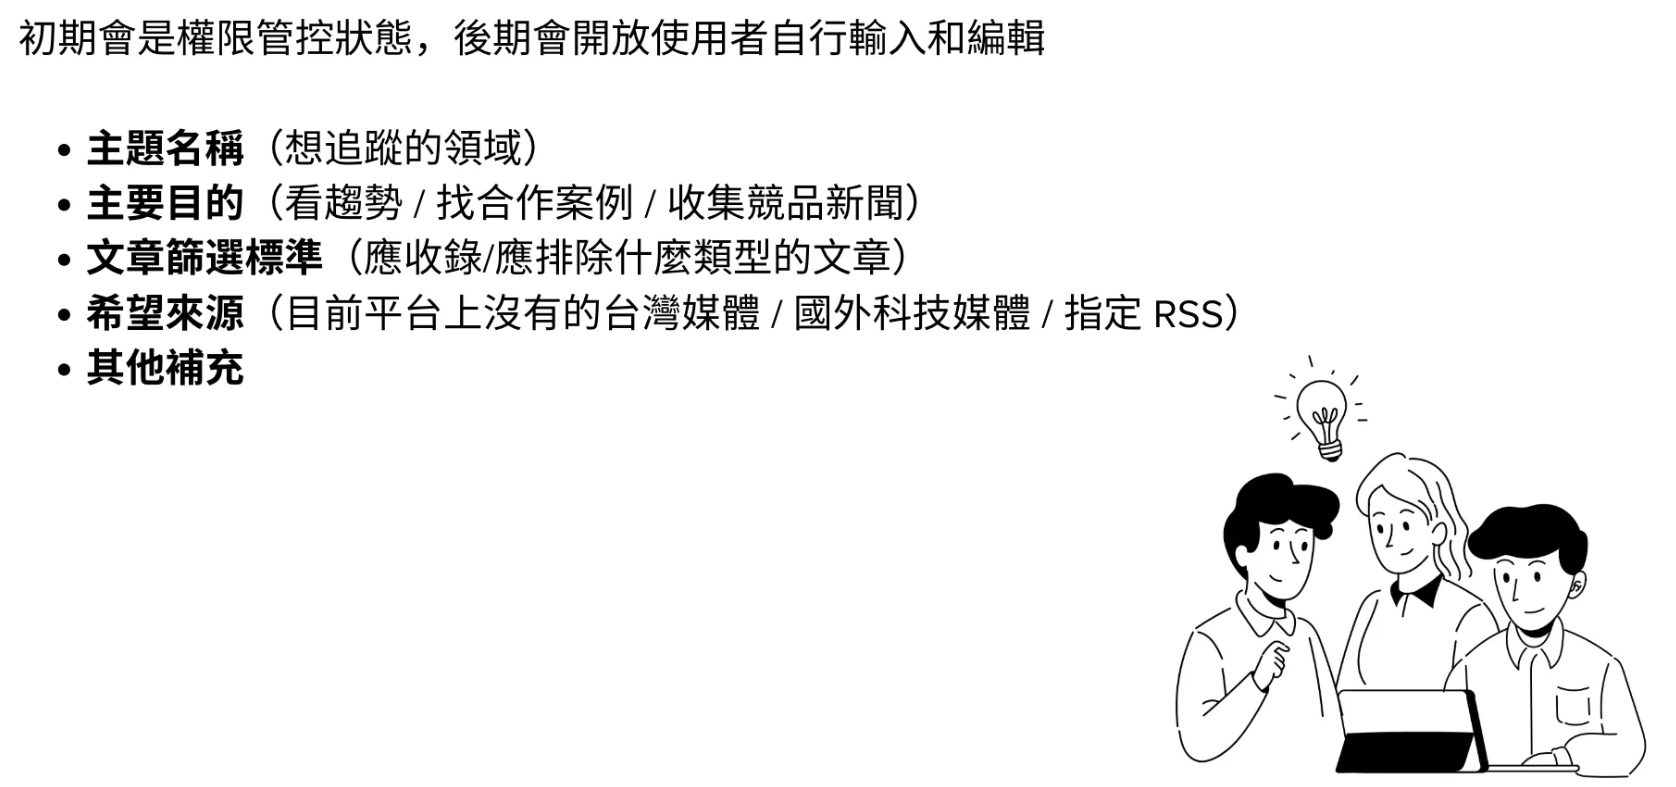 初期會是權限管控狀態，後期會開放使用者自行輸入和編輯
• 主題名稱（想追蹤的領域）
• 主要目的（看趨勢 / 找合作案例 / 收集競品新聞）
• 文章篩選標準（應收錄/應排除什麼類型的文章）
• 希望來源（目前平台上沒有的台灣媒體 / 國外科技媒體 / 指定 RSS）
• 其他補充